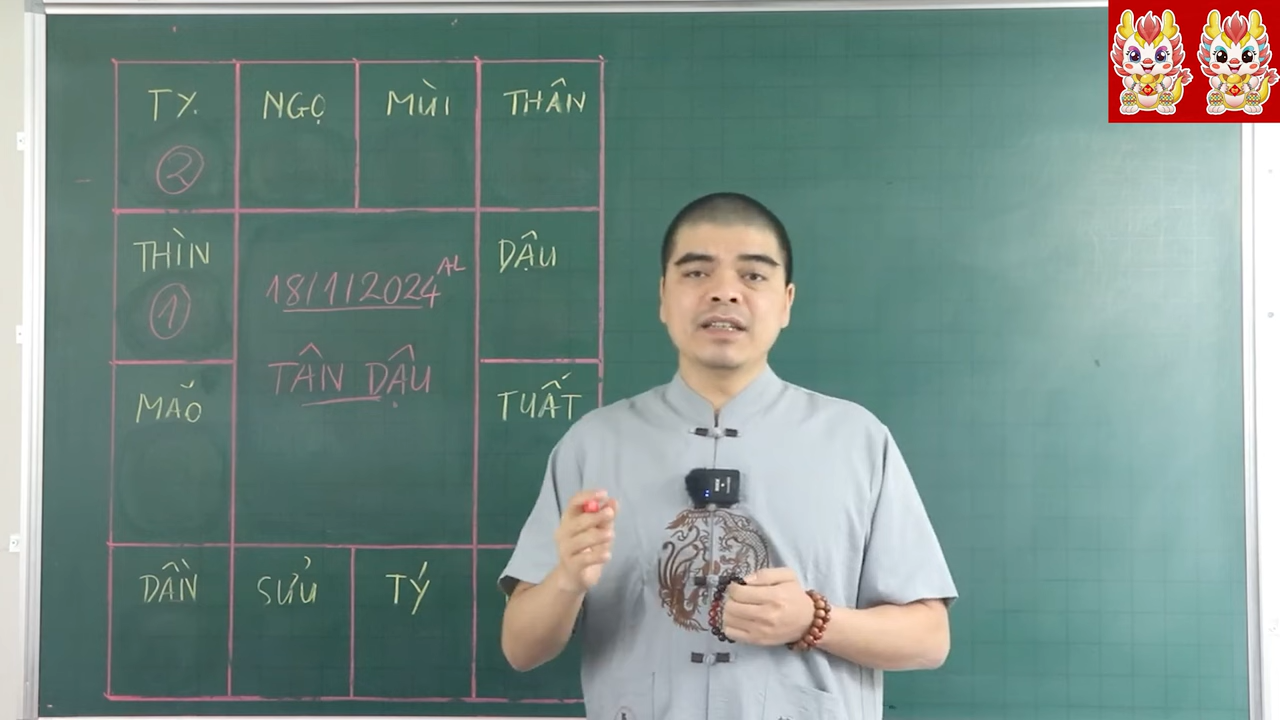 TỴ
NGỌ
MÙI
THÂN
②
THÌN
18/1/2024 AL
DẬU
①
TÂN DẬU
MÃO
TUẤT
DẦN
SỬU
TÝ